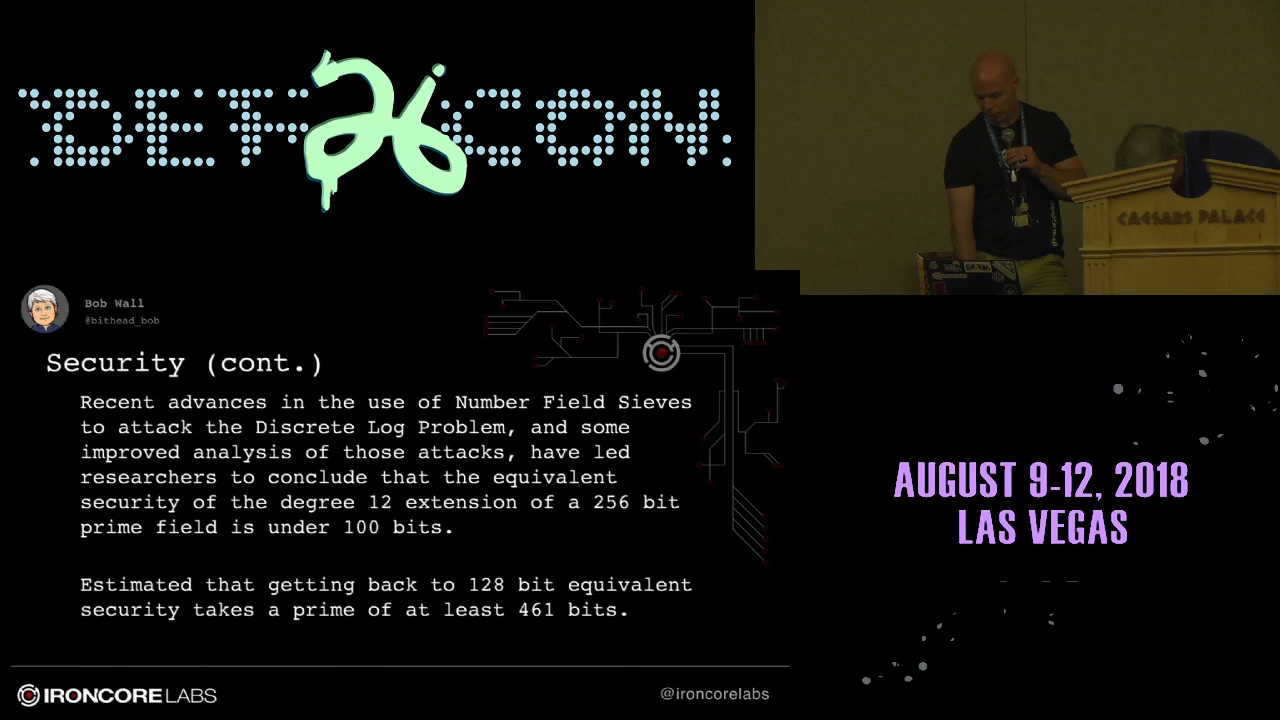 DEF 26 CON
CAESARS PALACE
Bob Wall
@bithead_bob
Security (cont.)
Recent advances in the use of Number Field Sieves
to attack the Discrete Log Problem, and some
improved analysis of those attacks, have led
researchers to conclude that the equivalent
security of the degree 12 extension of a 256 bit
prime field is under 100 bits.
Estimated that getting back to 128 bit equivalent
security takes a prime of at least 461 bits.
IRONCORE LABS
@ironcorelabs
AUGUST 9-12, 2018
LAS VEGAS